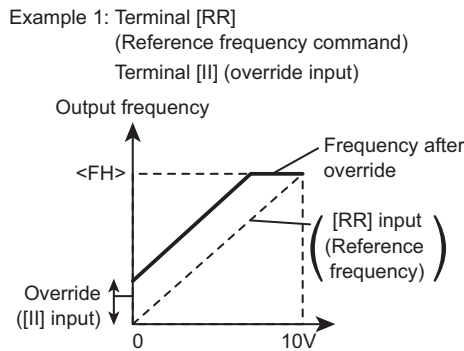 Example 1: Terminal [RR]
(Reference frequency command)
Terminal [II] (override input)
Output frequency
Frequency after
override
<FH>
[RR] input
(Reference
frequency)
Override
([II] input)
0
10V